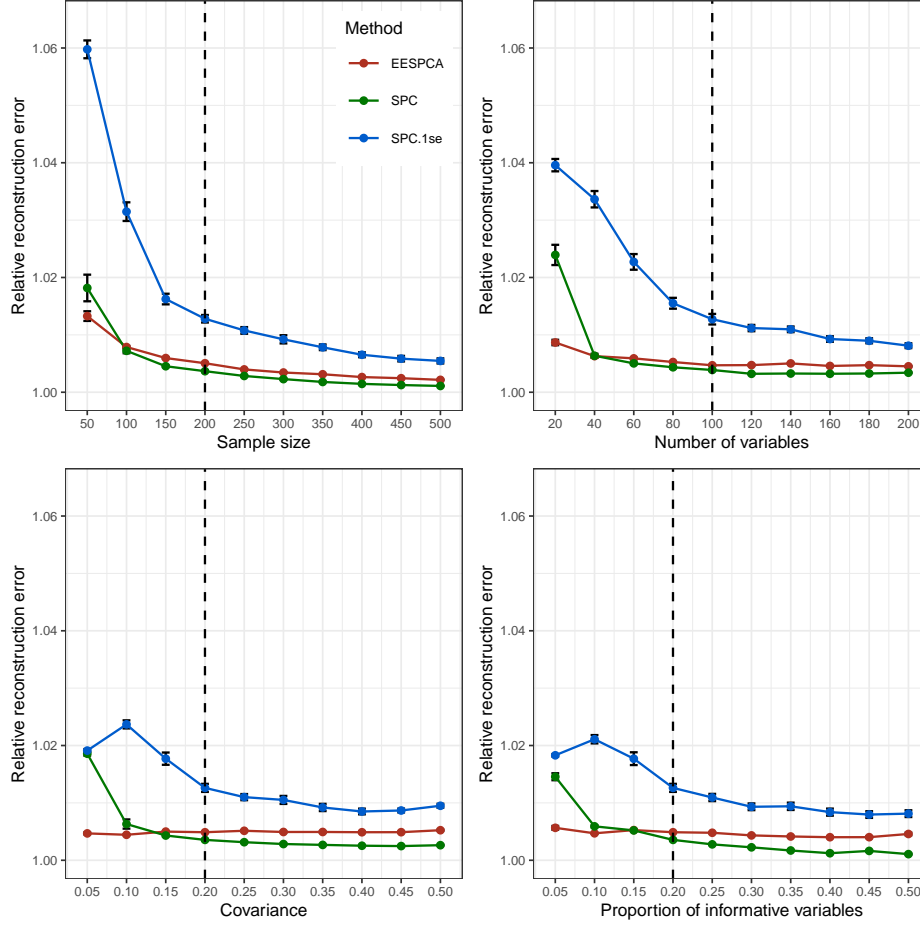 Method
EESPCA
SPC
SPC.1se
Relative reconstruction error
1.06
1.04
1.02
1.00
50 100 150 200 250 300 350 400 450 500
Sample size
Relative reconstruction error
1.06
1.04
1.02
1.00
20 40 60 80 100 120 140 160 180 200
Number of variables
Relative reconstruction error
1.06
1.04
1.02
1.00
0.05 0.10 0.15 0.20 0.25 0.30 0.35 0.40 0.45 0.50
Covariance
Relative reconstruction error
1.06
1.04
1.02
1.00
0.05 0.10 0.15 0.20 0.25 0.30 0.35 0.40 0.45 0.50
Proportion of informative variables